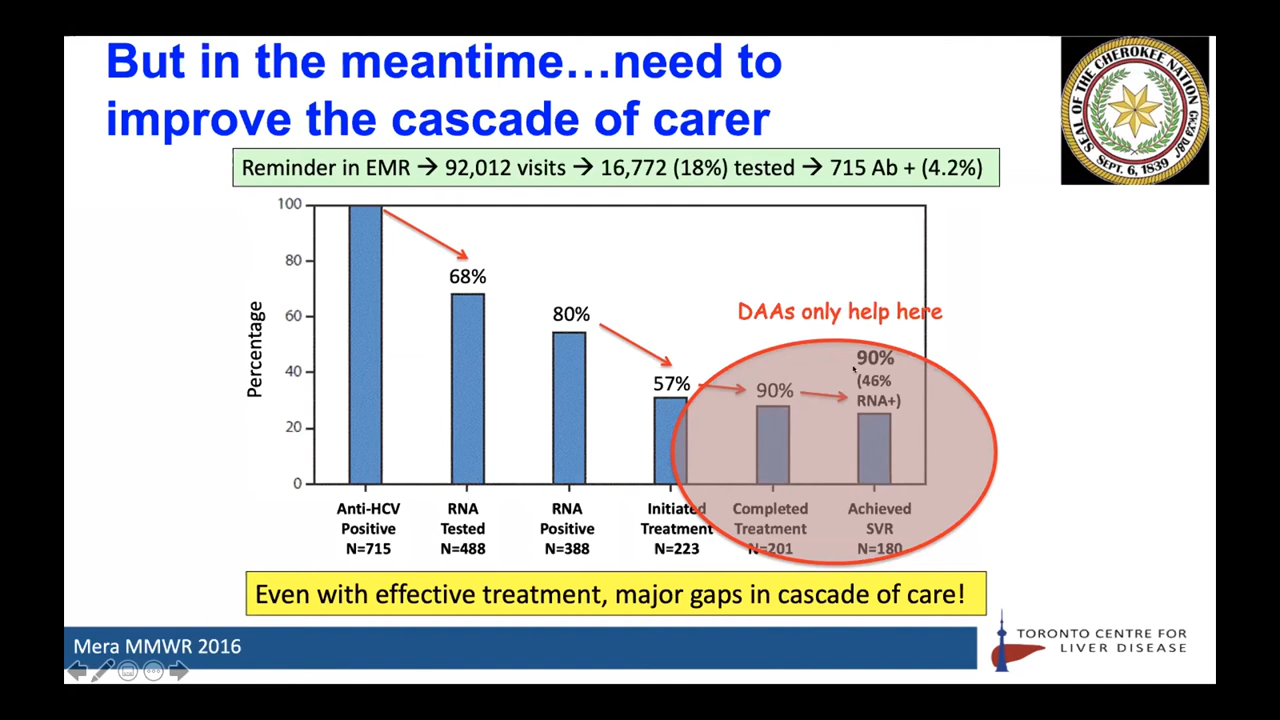 But in the meantime…need to
improve the cascade of carer
SEAL OF THE CHEROKEE NATION
SEPT. 6, 1839
Reminder in EMR → 92,012 visits → 16,772 (18%) tested → 715 Ab + (4.2%)
Percentage
100
80
60
40
20
0
68%
80%
57%
90%
90%
(46%
RNA+)
DAAs only help here
Anti-HCV
Positive
N=715
RNA
Tested
N=488
RNA
Positive
N=388
Initiated
Treatment
N=223
Completed
Treatment
N=201
Achieved
SVR
N=180
Even with effective treatment, major gaps in cascade of care!
Mera MMWR 2016
TORONTO CENTRE FOR
LIVER DISEASE